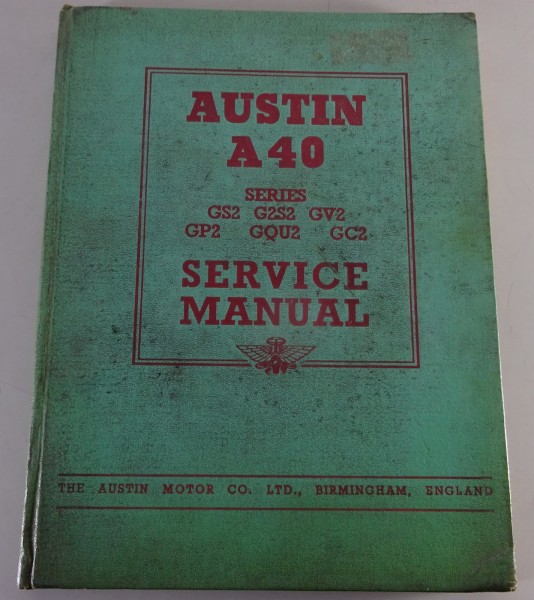 AUSTIN
A40
SERIES
GS2 G2S2 GV2
GP2 GQU2 GC2
SERVICE
MANUAL
THE AUSTIN MOTOR CO. LTD., BIRMINGHAM, ENGLAND